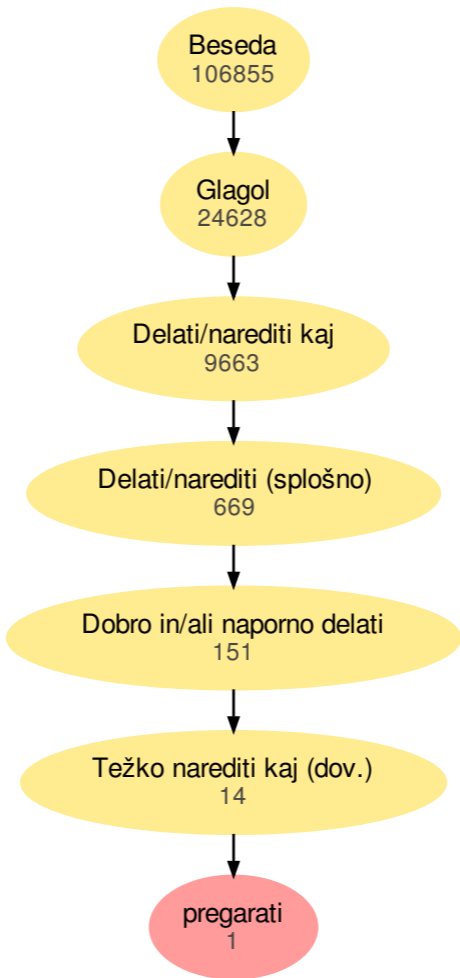 Beseda
106855
Glagol
24628
Delati/narediti kaj
9663
Delati/narediti (splošno)
669
Dobro in/ali naporno delati
151
Težko narediti kaj (dov.)
14
pregarati
1